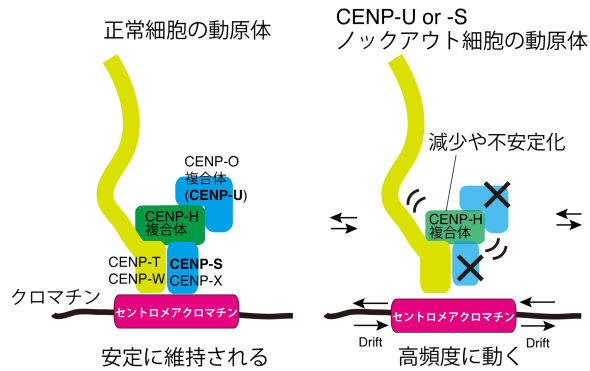 正常細胞の動原体
CENP-O
複合体
(CENP-U)
CENP-H
複合体
CENP-T
CENP-W
CENP-S
CENP-X
クロマチン
セントロメアクロマチン
安定に維持される
CENP-U or -S
ノックアウト細胞の動原体
減少や不安定化
CENP-H
複合体
セントロメアクロマチン
Drift
Drift
高頻度に動く